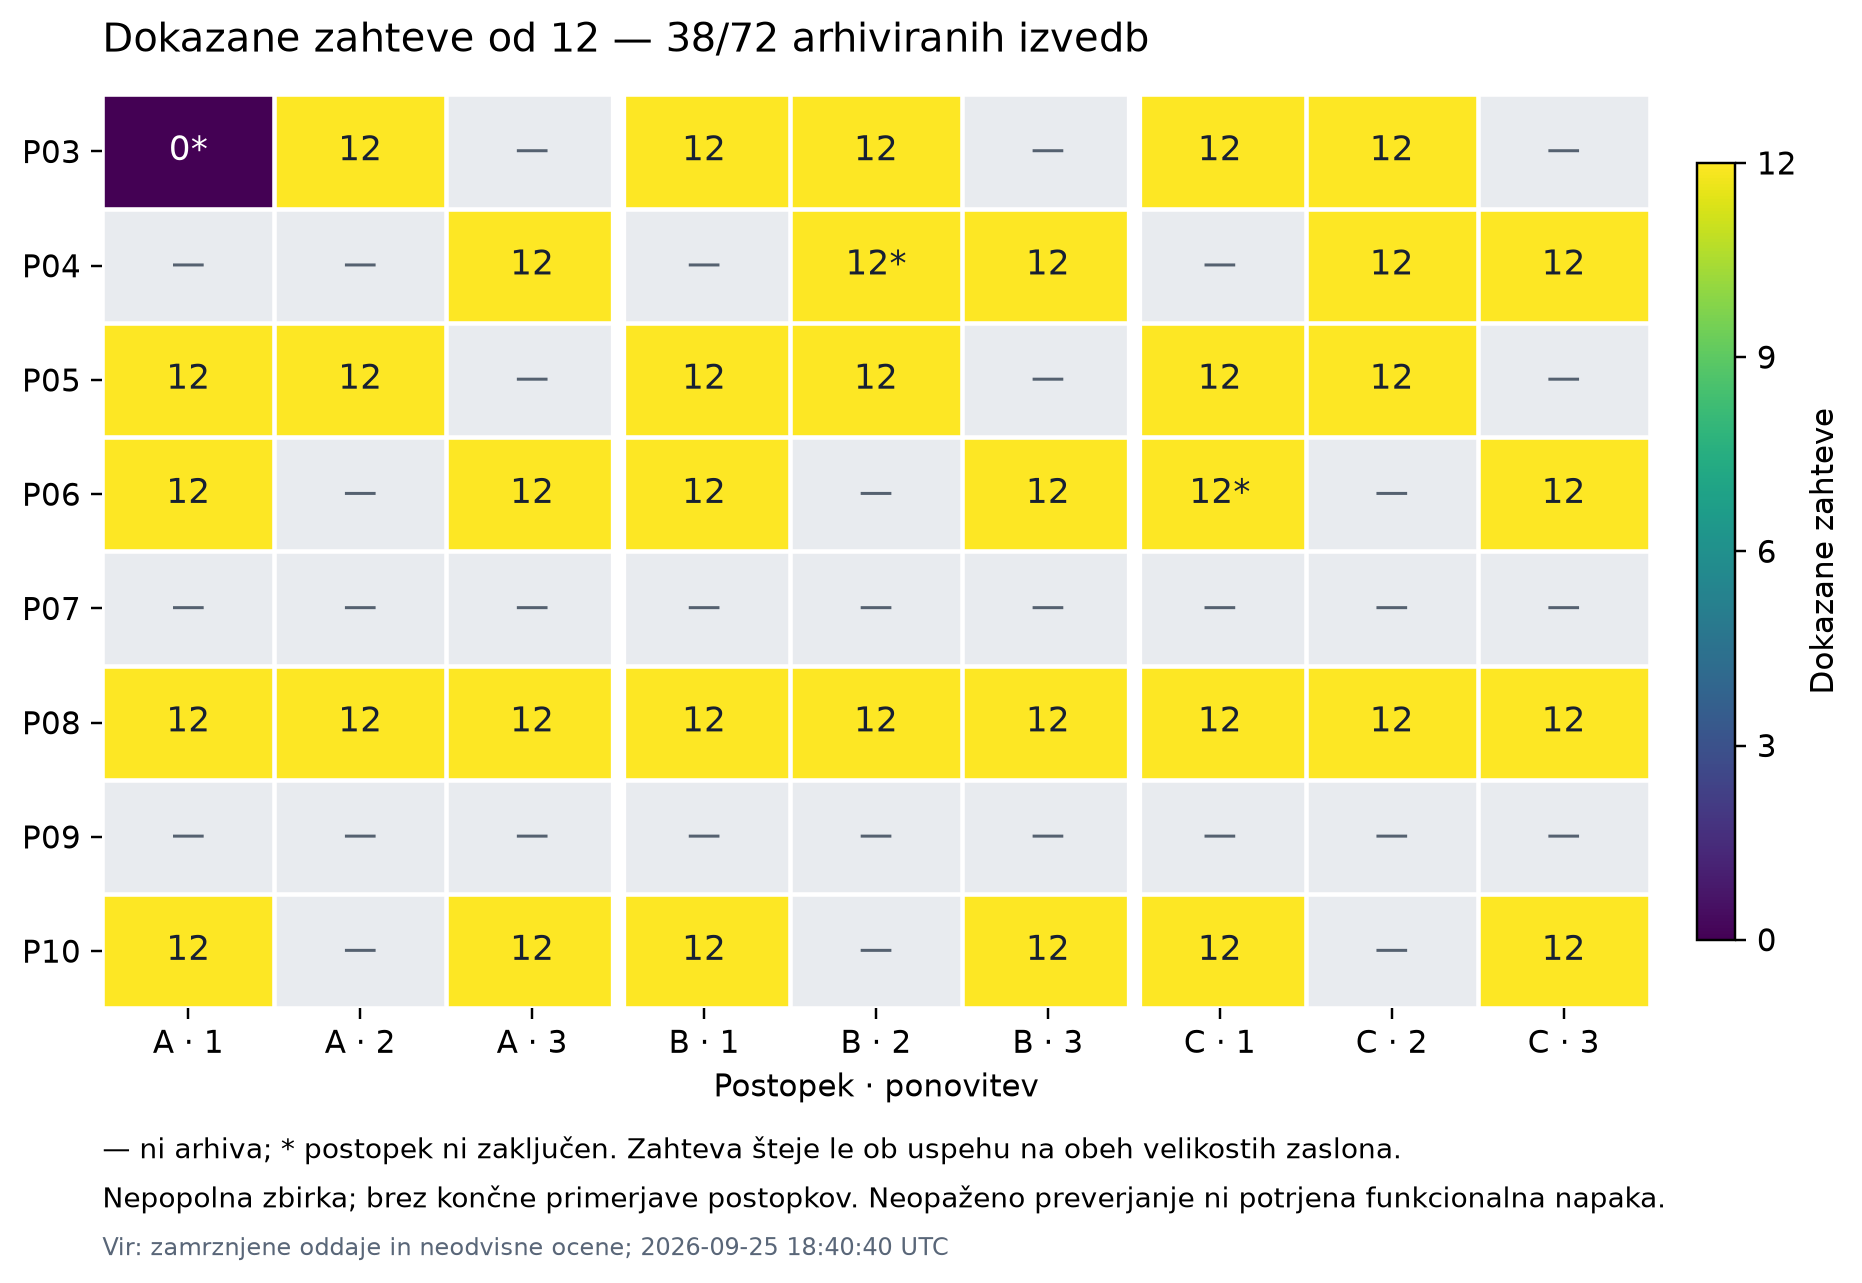 Dokazane zahteve od 12 — 38/72 arhiviranih izvedb
P03 0* 12 — 12 12 — 12 12 —
P04 — — 12 — 12* 12 — 12 12
P05 12 12 — 12 12 — 12 12 —
P06 12 — 12 12 — 12 12* — 12
P07 — — — — — — — — —
P08 12 12 12 12 12 12 12 12 12
P09 — — — — — — — — —
P10 12 — 12 12 — 12 12 — 12
A · 1 A · 2 A · 3 B · 1 B · 2 B · 3 C · 1 C · 2 C · 3
Postopek · ponovitev
12
9
6
3
0
Dokazane zahteve
— ni arhiva; * postopek ni zaključen. Zahteva šteje le ob uspehu na obeh velikostih zaslona.
Nepopolna zbirka; brez končne primerjave postopkov. Neopaženo preverjanje ni potrjena funkcionalna napaka.
Vir: zamrznjene oddaje in neodvisne ocene; 2026-09-25 18:40:40 UTC